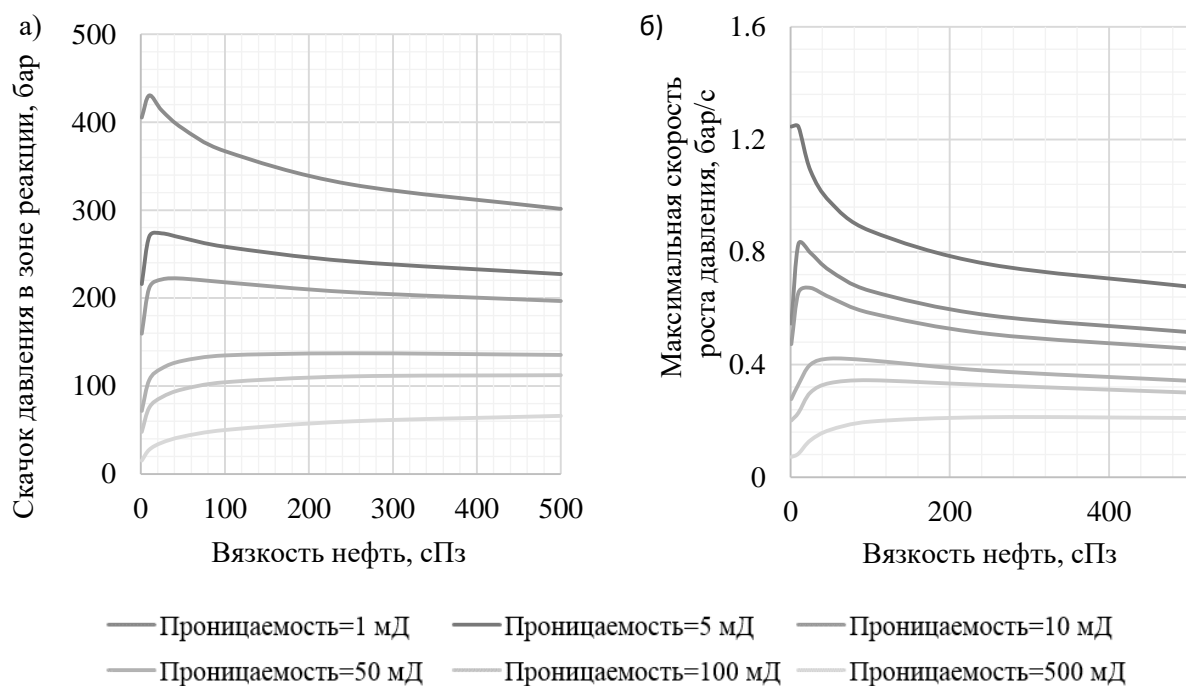 а)
Скачок давления в зоне реакции, бар
500
400
300
200
100
0
0 100 200 300 400 500
Вязкость нефть, сПз
б)
Максимальная скорость
роста давления, бар/с
1.6
1.2
0.8
0.4
0
0 200 400
Вязкость нефть, сПз
Проницаемость=1 мД Проницаемость=5 мД Проницаемость=10 мД
Проницаемость=50 мД Проницаемость=100 мД Проницаемость=500 мД